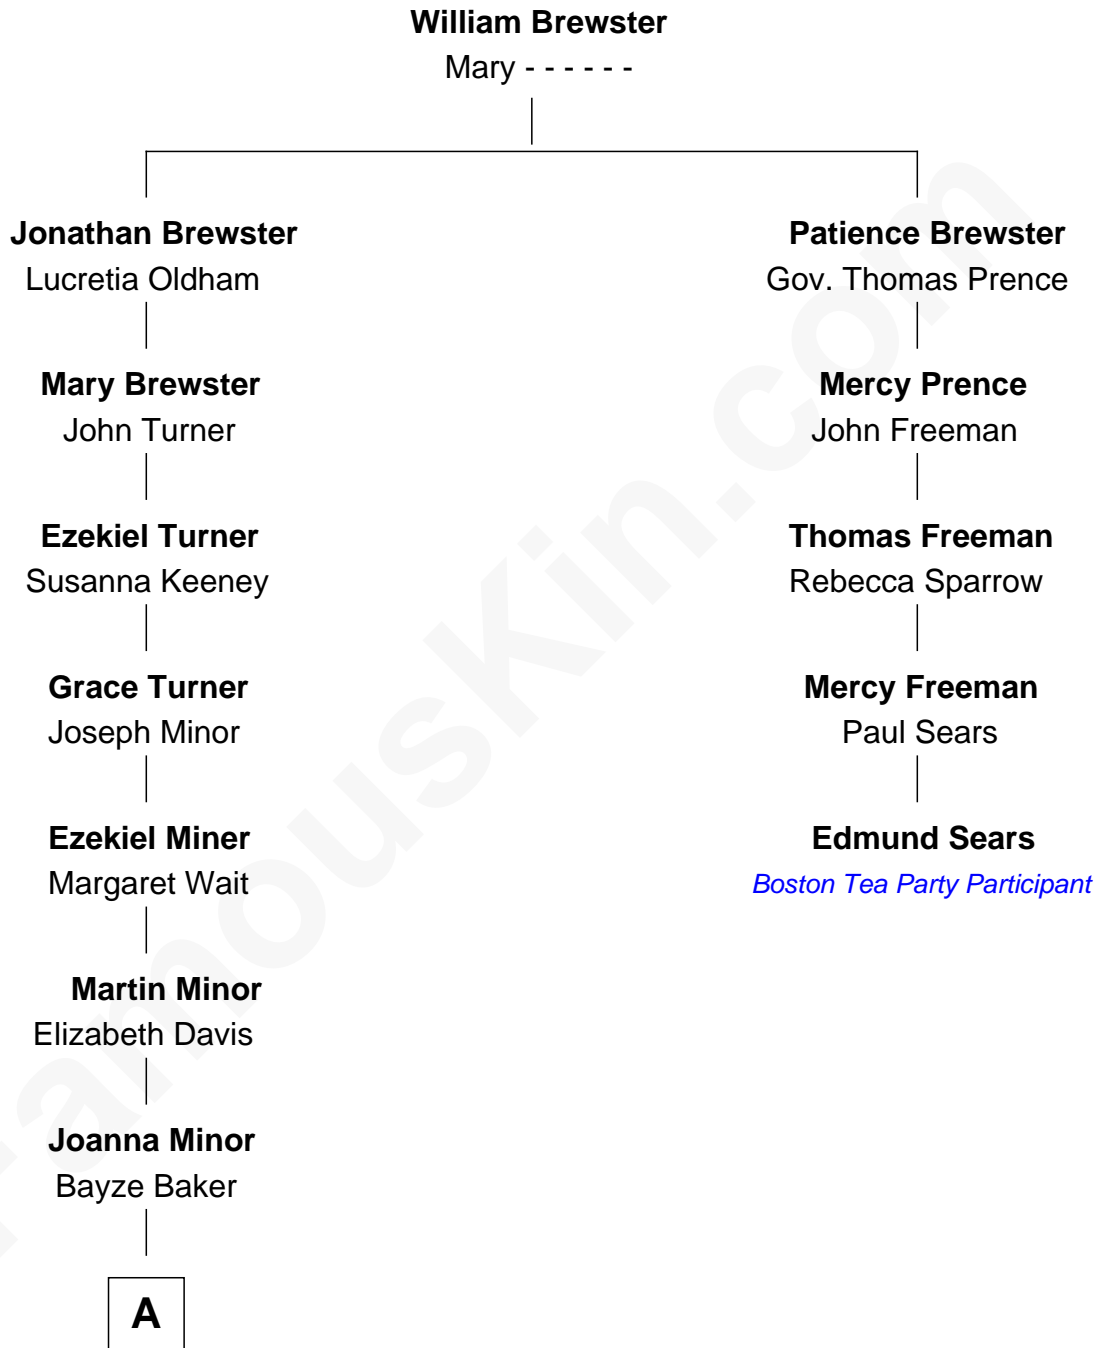 William Brewster
Mary - - - - - -
Jonathan Brewster
Lucretia Oldham
Patience Brewster
Gov. Thomas Prence
Mary Brewster
John Turner
Mercy Prence
John Freeman
Ezekiel Turner
Susanna Keeney
Thomas Freeman
Rebecca Sparrow
Grace Turner
Joseph Minor
Mercy Freeman
Paul Sears
Ezekiel Miner
Margaret Wait
Edmund Sears
Boston Tea Party Participant
Martin Minor
Elizabeth Davis
Joanna Minor
Bayze Baker
A
FamousKin.com